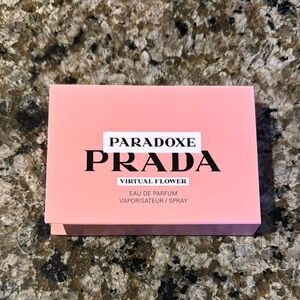 PARADOXE
PRADA
VIRTUAL FLOWER
EAU DE PARFUM
VAPORISATEUR / SPRAY